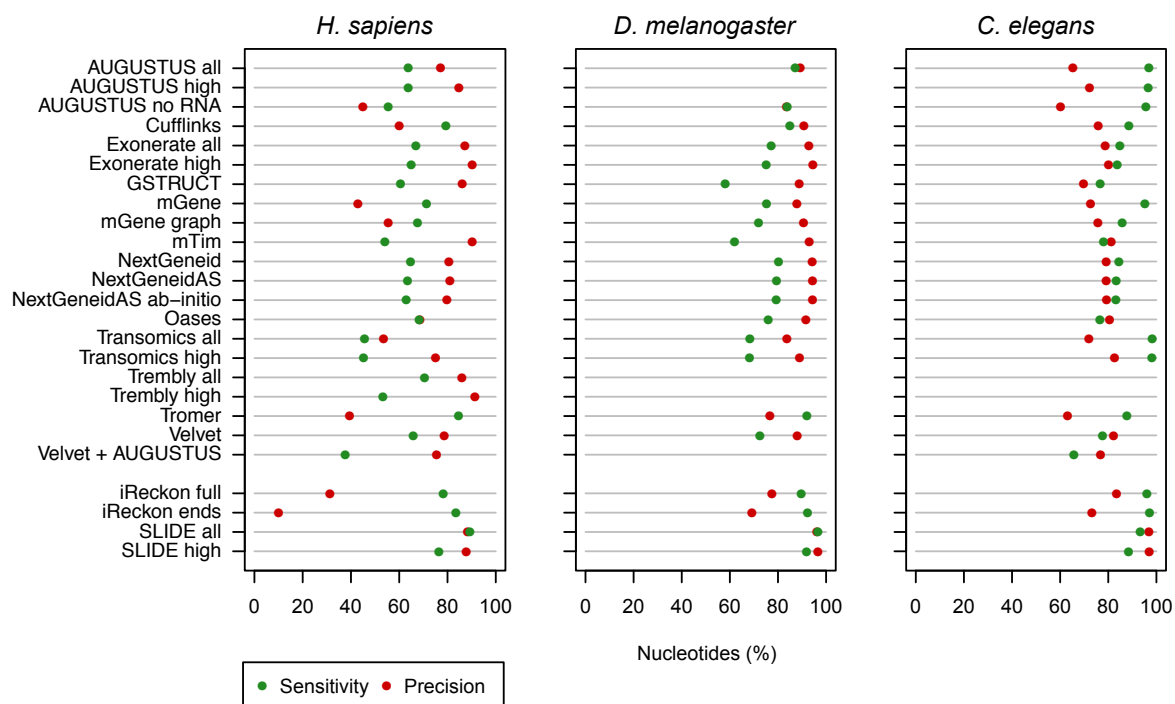 H. sapiens
D. melanogaster
C. elegans
AUGUSTUS all
AUGUSTUS high
AUGUSTUS no RNA
Cufflinks
Exonerate all
Exonerate high
GSTRUCT
mGene
mGene graph
mTim
NextGeneid
NextGeneidAS
NextGeneidAS ab−initio
Oases
Transomics all
Transomics high
Trembly all
Trembly high
Tromer
Velvet
Velvet + AUGUSTUS
iReckon full
iReckon ends
SLIDE all
SLIDE high
0 20 40 60 80 100
0 20 40 60 80 100
0 20 40 60 80 100
Nucleotides (%)
Sensitivity Precision